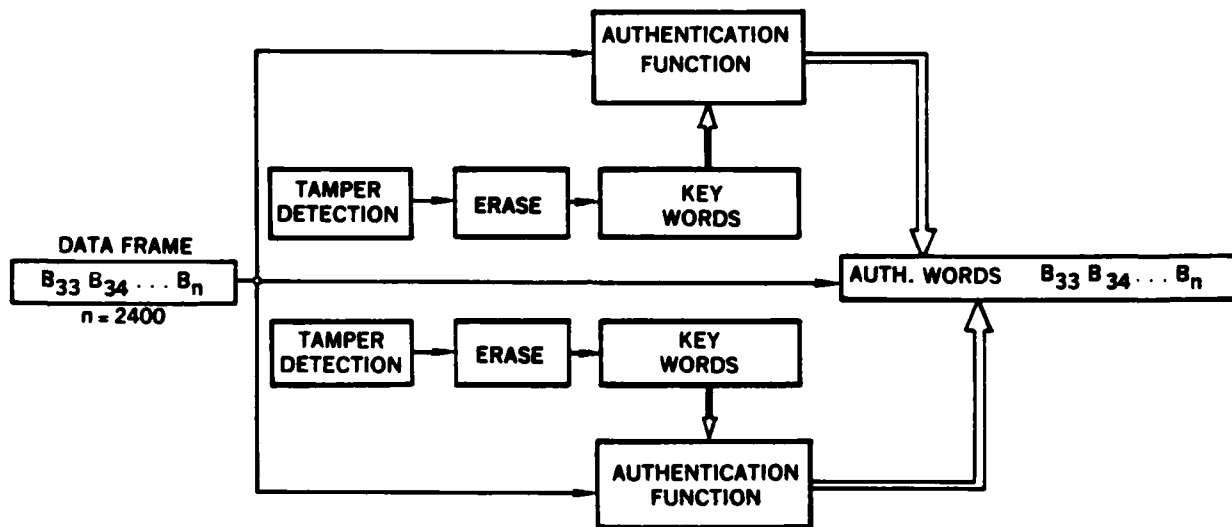 AUTHENTICATION
FUNCTION
TAMPER
DETECTION
ERASE
KEY
WORDS
DATA FRAME
B33 B34 . . . Bn
n = 2400
AUTH. WORDS B33 B34 . . . Bn
TAMPER
DETECTION
ERASE
KEY
WORDS
AUTHENTICATION
FUNCTION